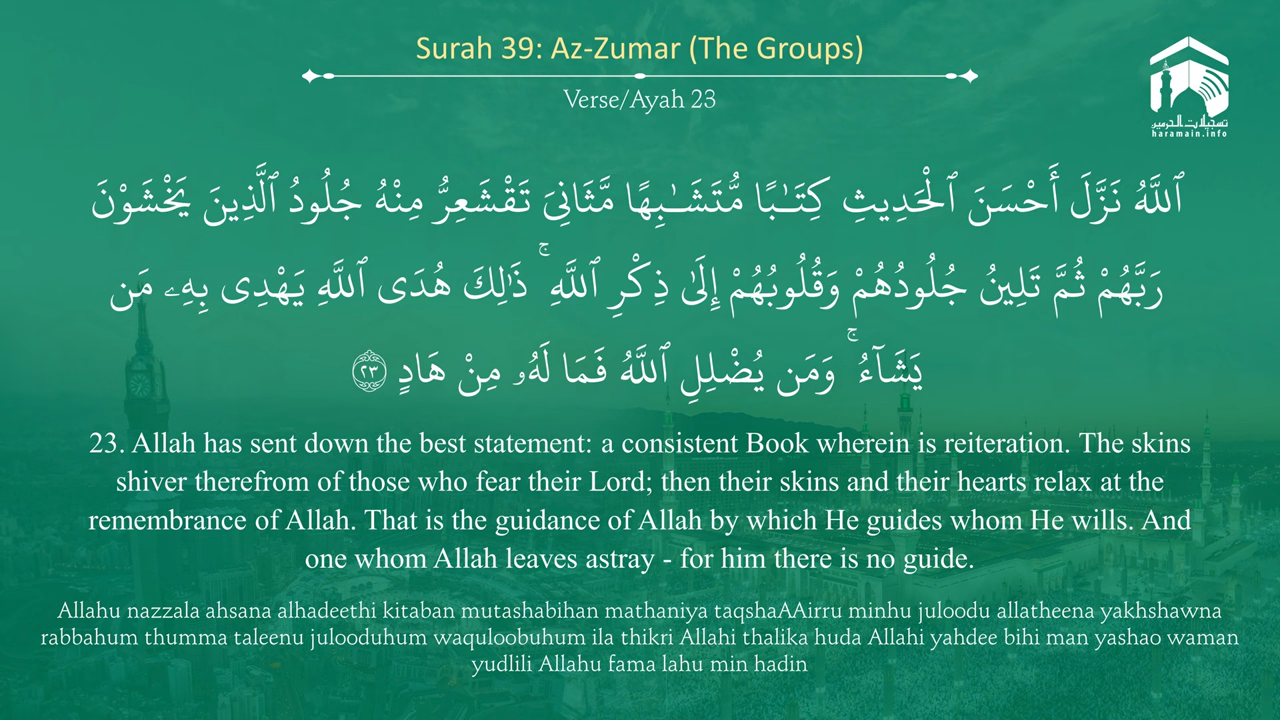 Surah 39: Az-Zumar (The Groups)
Verse/Ayah 23
تسجيلات الحرمين
haramain.info
ٱللَّهُ نَزَّلَ أَحْسَنَ ٱلْحَدِيثِ كِتَـٰبًا مُّتَشَـٰبِهًا مَّثَانِىَ تَقْشَعِرُّ مِنْهُ جُلُودُ ٱلَّذِينَ يَخْشَوْنَ
رَبَّهُمْ ثُمَّ تَلِينُ جُلُودُهُمْ وَقُلُوبُهُمْ إِلَىٰ ذِكْرِ ٱللَّهِ ۚ ذَٰلِكَ هُدَى ٱللَّهِ يَهْدِى بِهِۦ مَن
يَشَآءُ ۚ وَمَن يُضْلِلِ ٱللَّهُ فَمَا لَهُۥ مِنْ هَادٍ ٢٣
23. Allah has sent down the best statement: a consistent Book wherein is reiteration. The skins
shiver therefrom of those who fear their Lord; then their skins and their hearts relax at the
remembrance of Allah. That is the guidance of Allah by which He guides whom He wills. And
one whom Allah leaves astray - for him there is no guide.
Allahu nazzala ahsana alhadeethi kitaban mutashabihan mathaniya taqshaAAirru minhu juloodu allatheena yakhshawna
rabbahum thumma taleenu julooduhum waquloobuhum ila thikri Allahi thalika huda Allahi yahdee bihi man yashao waman
yudlili Allahu fama lahu min hadin